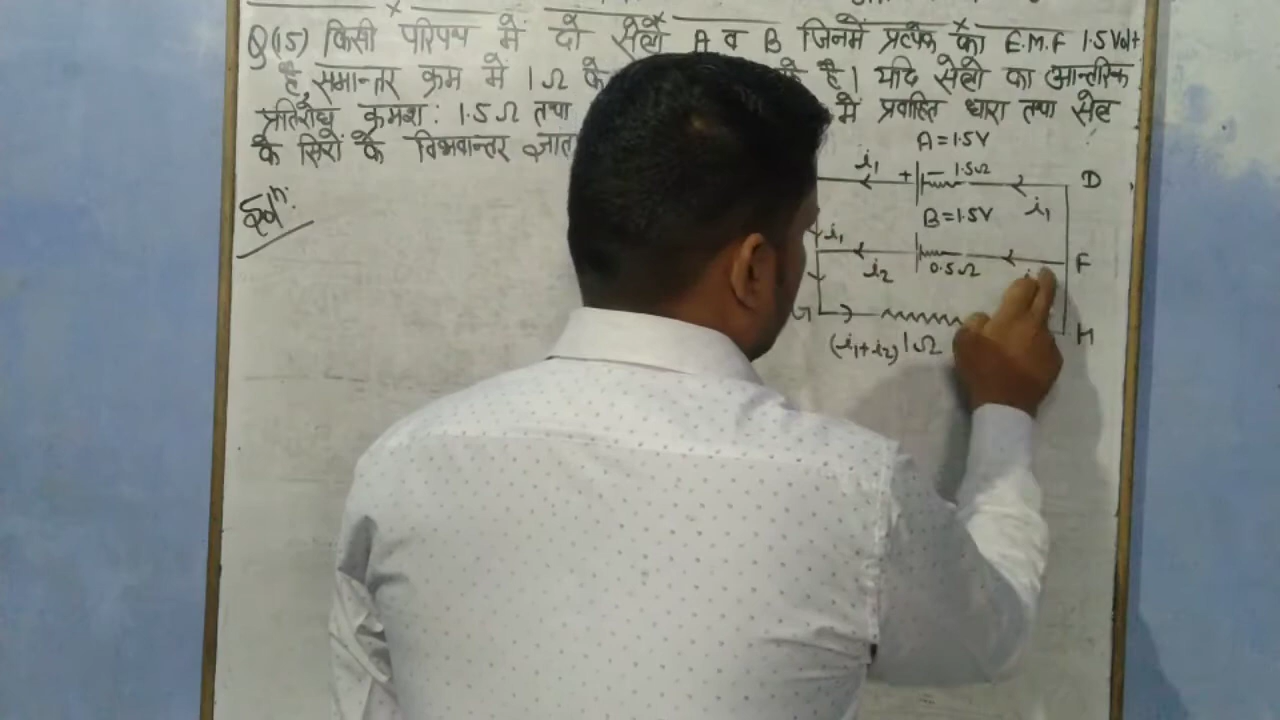 Q(15) किसी परिपथ में दो सेलो A व B जिनमें प्रत्येक का E.M.F 1.5 Volt
है, समान्तर क्रम में 1Ω के है। यदि सेलो का आन्तरिक
प्रतिरोध क्रमश: 1.5Ω तथा में प्रवाहित धारा तथा सेल
के सिरों के विभवान्तर ज्ञात
Solⁿ:
A = 1.5V
i₁ + 1.5Ω D
i₁
B = 1.5V
i₁
i₂ 0.5Ω F
G H
(i₁+i₂) 1Ω